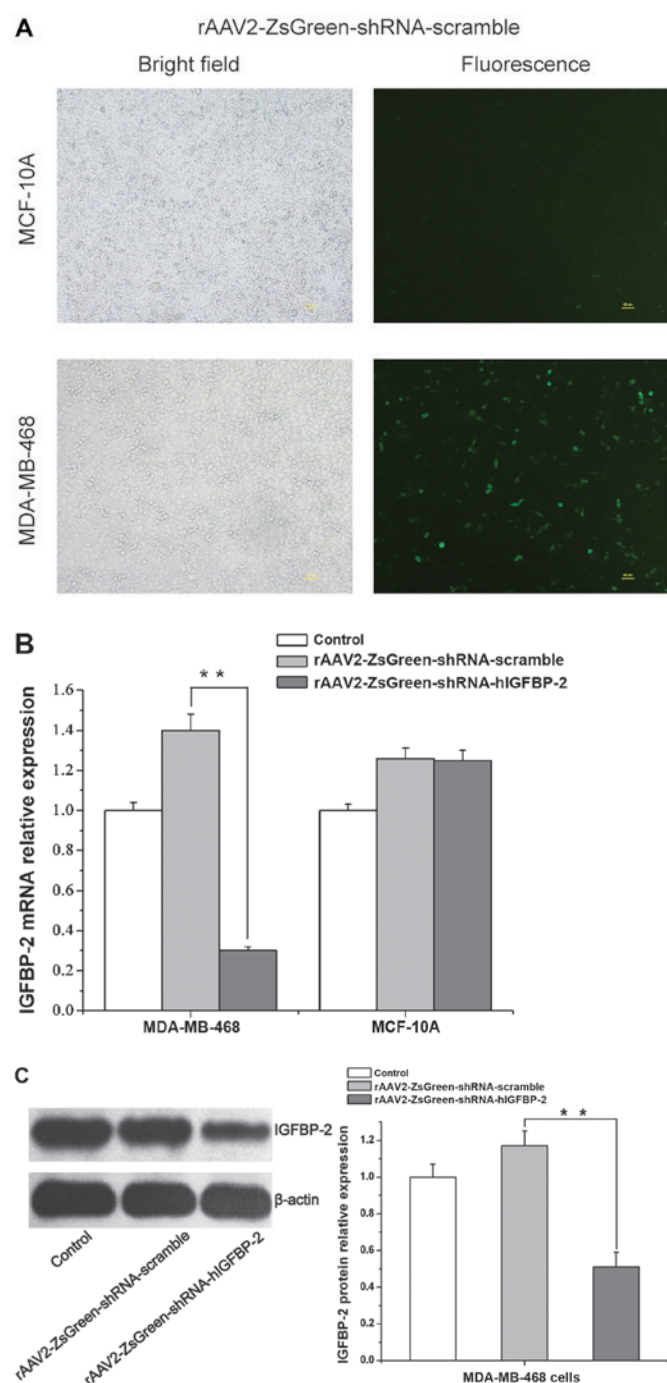 A
rAAV2-ZsGreen-shRNA-scramble
Bright field
Fluorescence
MCF-10A
MDA-MB-468
B
Control
rAAV2-ZsGreen-shRNA-scramble
rAAV2-ZsGreen-shRNA-hIGFBP-2
IGFBP-2 mRNA relative expression
1.6
1.4
1.2
1.0
0.8
0.6
0.4
0.2
0.0
* *
MDA-MB-468
MCF-10A
C
IGFBP-2
β-actin
Control
rAAV2-ZsGreen-shRNA-scramble
rAAV2-ZsGreen-shRNA-hIGFBP-2
Control
rAAV2-ZsGreen-shRNA-scramble
rAAV2-ZsGreen-shRNA-hIGFBP-2
IGFBP-2 protein relative expression
1.2
1.0
0.8
0.6
0.4
0.2
0.0
* *
MDA-MB-468 cells